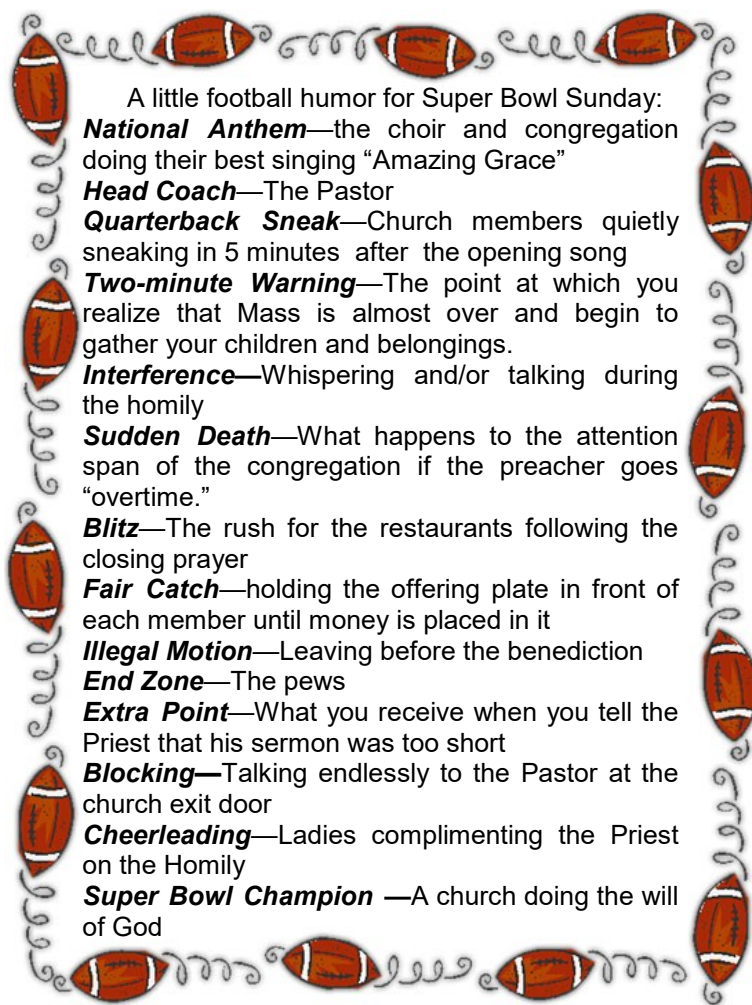 A little football humor for Super Bowl Sunday:
National Anthem—the choir and congregation
doing their best singing “Amazing Grace”
Head Coach—The Pastor
Quarterback Sneak—Church members quietly
sneaking in 5 minutes after the opening song
Two-minute Warning—The point at which you
realize that Mass is almost over and begin to
gather your children and belongings.
Interference—Whispering and/or talking during
the homily
Sudden Death—What happens to the attention
span of the congregation if the preacher goes
“overtime.”
Blitz—The rush for the restaurants following the
closing prayer
Fair Catch—holding the offering plate in front of
each member until money is placed in it
Illegal Motion—Leaving before the benediction
End Zone—The pews
Extra Point—What you receive when you tell the
Priest that his sermon was too short
Blocking—Talking endlessly to the Pastor at the
church exit door
Cheerleading—Ladies complimenting the Priest
on the Homily
Super Bowl Champion —A church doing the will
of God